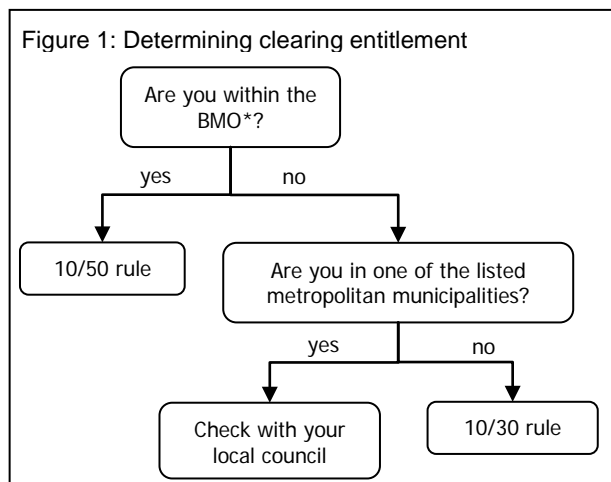 Figure 1: Determining clearing entitlement
Are you within the
BMO*?
yes
no
10/50 rule
Are you in one of the listed
metropolitan municipalities?
yes
no
Check with your
local council
10/30 rule